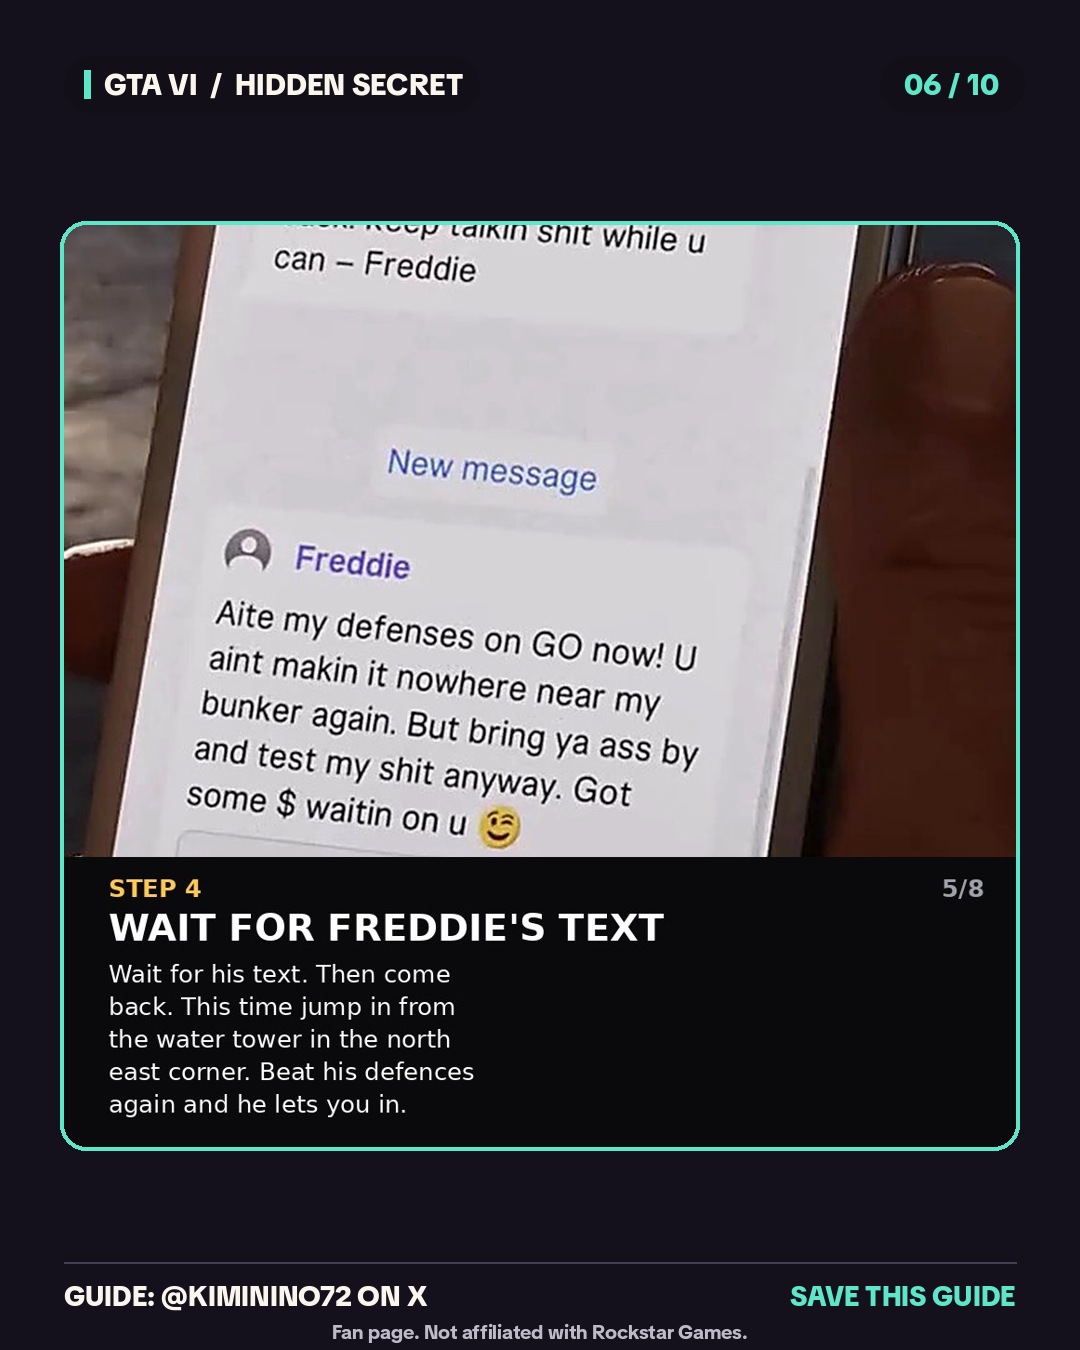 GTA VI / HIDDEN SECRET
06 / 10
talkin shit while u
can – Freddie
New message
Freddie
Aite my defenses on GO now! U
aint makin it nowhere near my
bunker again. But bring ya ass by
and test my shit anyway. Got
some $ waitin on u 😉
STEP 4
5/8
WAIT FOR FREDDIE'S TEXT
Wait for his text. Then come
back. This time jump in from
the water tower in the north
east corner. Beat his defences
again and he lets you in.
GUIDE: @KIMININO72 ON X
SAVE THIS GUIDE
Fan page. Not affiliated with Rockstar Games.